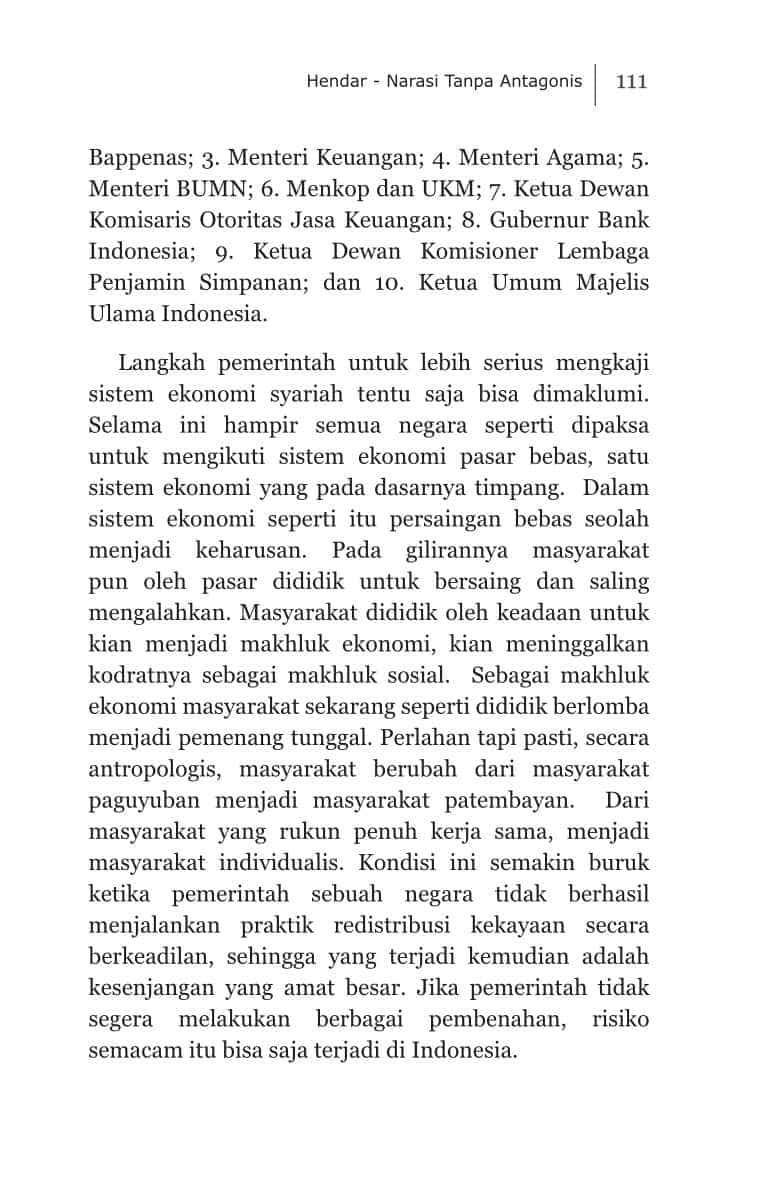 Hendar - Narasi Tanpa Antagonis 111
Bappenas; 3. Menteri Keuangan; 4. Menteri Agama; 5.
Menteri BUMN; 6. Menkop dan UKM; 7. Ketua Dewan
Komisaris Otoritas Jasa Keuangan; 8. Gubernur Bank
Indonesia; 9. Ketua Dewan Komisioner Lembaga
Penjamin Simpanan; dan 10. Ketua Umum Majelis
Ulama Indonesia.
Langkah pemerintah untuk lebih serius mengkaji
sistem ekonomi syariah tentu saja bisa dimaklumi.
Selama ini hampir semua negara seperti dipaksa
untuk mengikuti sistem ekonomi pasar bebas, satu
sistem ekonomi yang pada dasarnya timpang. Dalam
sistem ekonomi seperti itu persaingan bebas seolah
menjadi keharusan. Pada gilirannya masyarakat
pun oleh pasar dididik untuk bersaing dan saling
mengalahkan. Masyarakat dididik oleh keadaan untuk
kian menjadi makhluk ekonomi, kian meninggalkan
kodratnya sebagai makhluk sosial. Sebagai makhluk
ekonomi masyarakat sekarang seperti dididik berlomba
menjadi pemenang tunggal. Perlahan tapi pasti, secara
antropologis, masyarakat berubah dari masyarakat
paguyuban menjadi masyarakat patembayan. Dari
masyarakat yang rukun penuh kerja sama, menjadi
masyarakat individualis. Kondisi ini semakin buruk
ketika pemerintah sebuah negara tidak berhasil
menjalankan praktik redistribusi kekayaan secara
berkeadilan, sehingga yang terjadi kemudian adalah
kesenjangan yang amat besar. Jika pemerintah tidak
segera melakukan berbagai pembenahan, risiko
semacam itu bisa saja terjadi di Indonesia.